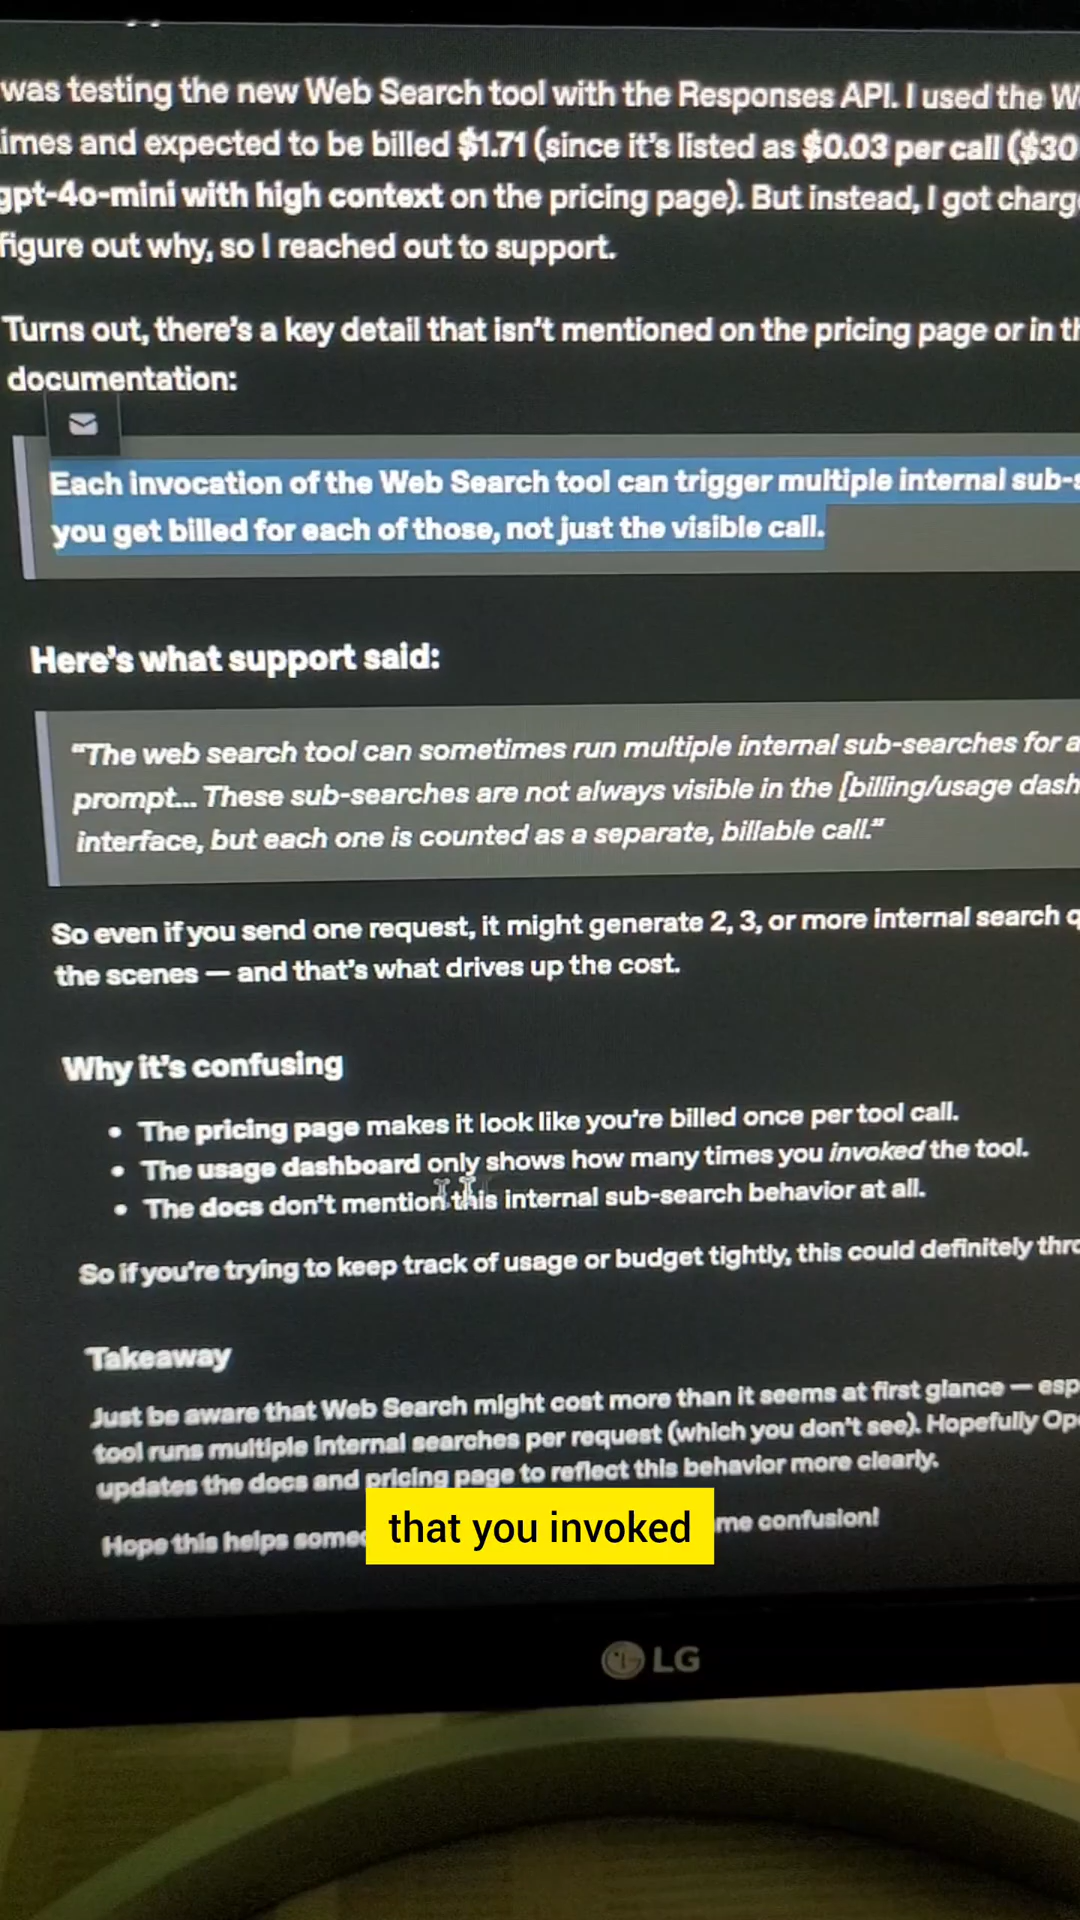 was testing the new Web Search tool with the Responses API. I used the
imes and expected to be billed $1.71 (since it's listed as $0.03 per call ($30
gpt-4o-mini with high context on the pricing page). But instead, I got charg
figure out why, so I reached out to support.
Turns out, there's a key detail that isn't mentioned on the pricing page or in th
documentation:
Each invocation of the Web Search tool can trigger multiple internal sub-s
you get billed for each of those, not just the visible call.
Here's what support said:
"The web search tool can sometimes run multiple internal sub-searches for a
prompt... These sub-searches are not always visible in the [billing/usage dash
interface, but each one is counted as a separate, billable call."
So even if you send one request, it might generate 2, 3, or more internal search q
the scenes — and that's what drives up the cost.
Why it's confusing
• The pricing page makes it look like you're billed once per tool call.
• The usage dashboard only shows how many times you invoked the tool.
• The docs don't mention this internal sub-search behavior at all.
So if you're trying to keep track of usage or budget tightly, this could definitely thro
Takeaway
Just be aware that Web Search might cost more than it seems at first glance — esp
tool runs multiple internal searches per request (which you don't see). Hopefully Op
updates the docs and pricing page to reflect this behavior more clearly.
Hope this helps some me confusion!
that you invoked
LG